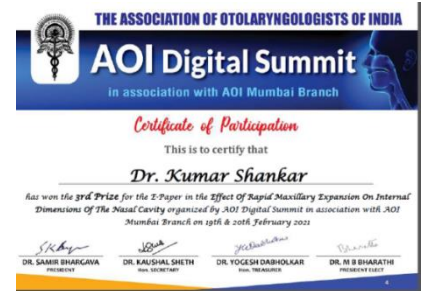 THE ASSOCIATION OF OTOLARYNGOLOGISTS OF INDIA
AOI Digital Summit
in association with AOI Mumbai Branch
Certificate of Participation
This is to certify that
Dr. Kumar Shankar
has won the 3rd Prize for the E-Paper in the Effect Of Rapid Maxillary Expansion On Internal
Dimensions Of The Nasal Cavity organized by AOI Digital Summit in association with AOI
Mumbai Branch on 19th & 20th February 2021
DR. SAMIR BHARGAVA DR. KAUSHAL SHETH DR. YOGESH DABHOLKAR DR. M B BHARATHI
PRESIDENT Hon. SECRETARY Hon. TREASURER PRESIDENT ELECT
4